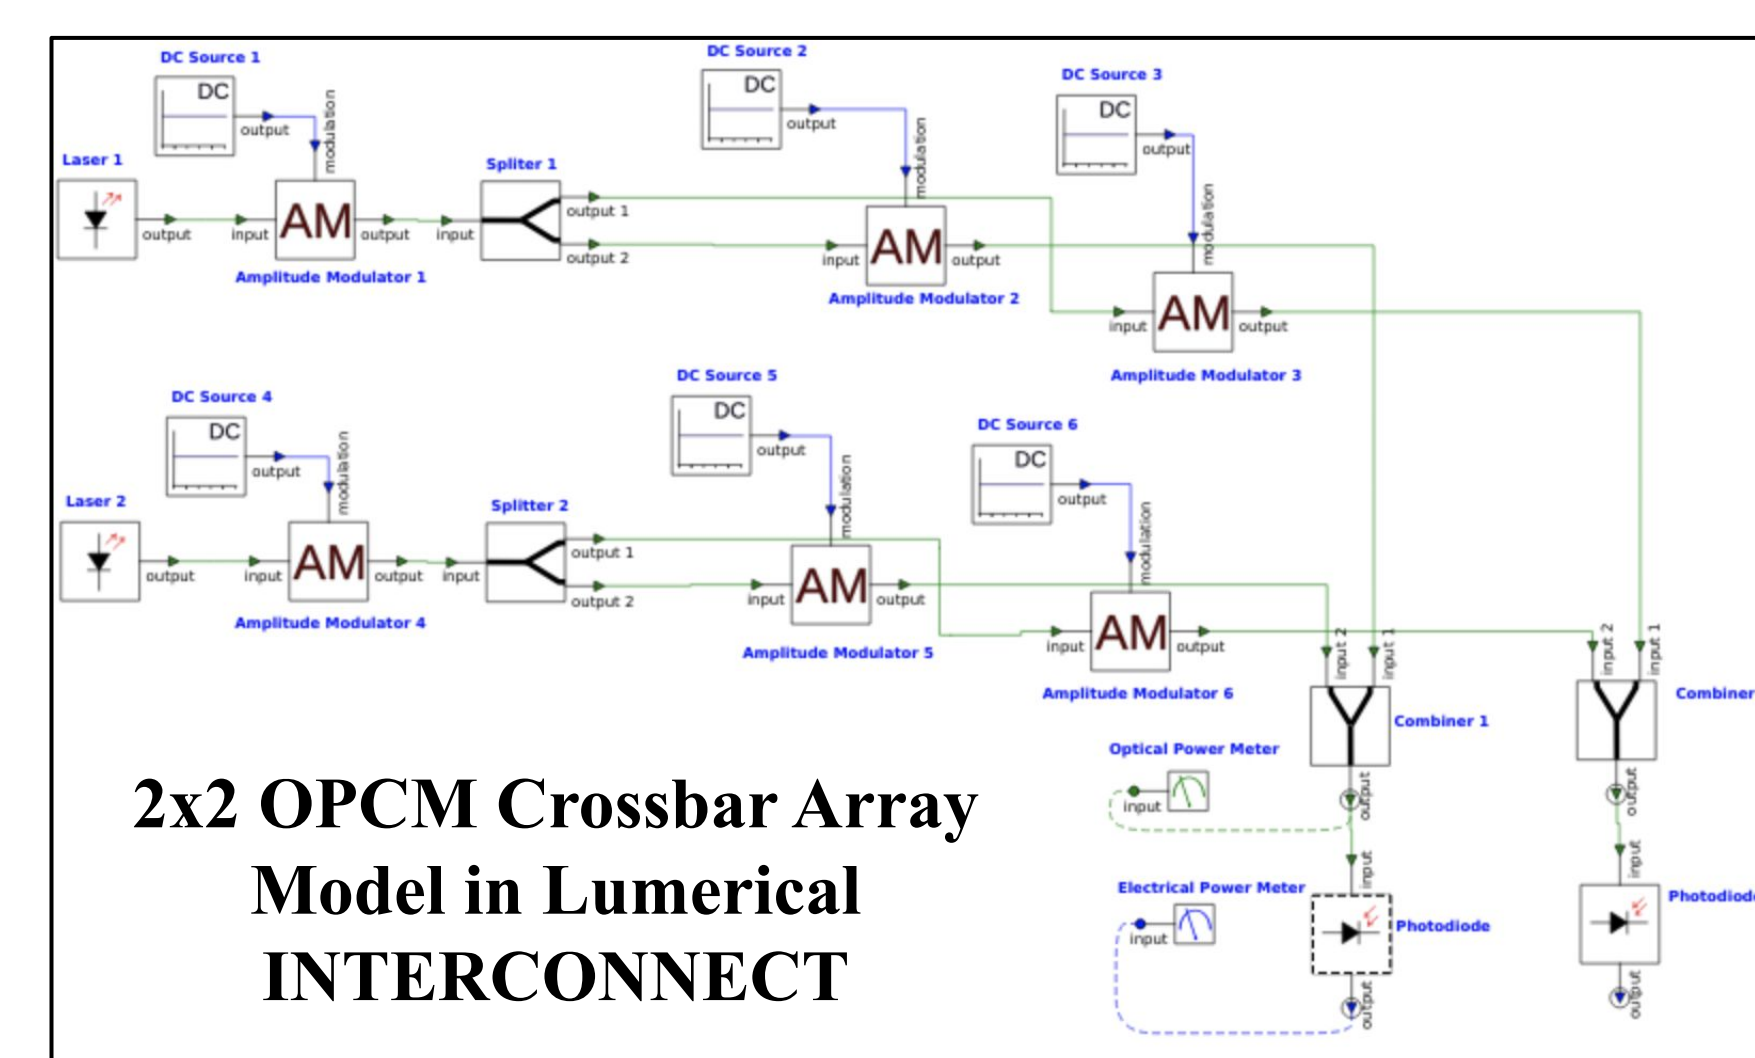 DC Source 1
DC
output
modulation
Laser 1
output
input
AM
output
Amplitude Modulator 1
Spliter 1
input
output 1
output 2
DC Source 2
DC
output
modulation
input
AM
output
Amplitude Modulator 2
DC Source 3
DC
output
modulation
input
AM
output
Amplitude Modulator 3
DC Source 4
DC
output
modulation
Laser 2
output
input
AM
output
Amplitude Modulator 4
Splitter 2
input
output 1
output 2
DC Source 5
DC
output
modulation
input
AM
output
Amplitude Modulator 5
DC Source 6
DC
output
modulation
input
AM
output
Amplitude Modulator 6
input 2
input 1
Combiner 1
output
input 2
input 1
Combiner
output
Optical Power Meter
input
Electrical Power Meter
input
input
Photodiode
output
input
Photodiod
output
2x2 OPCM Crossbar Array
Model in Lumerical
INTERCONNECT